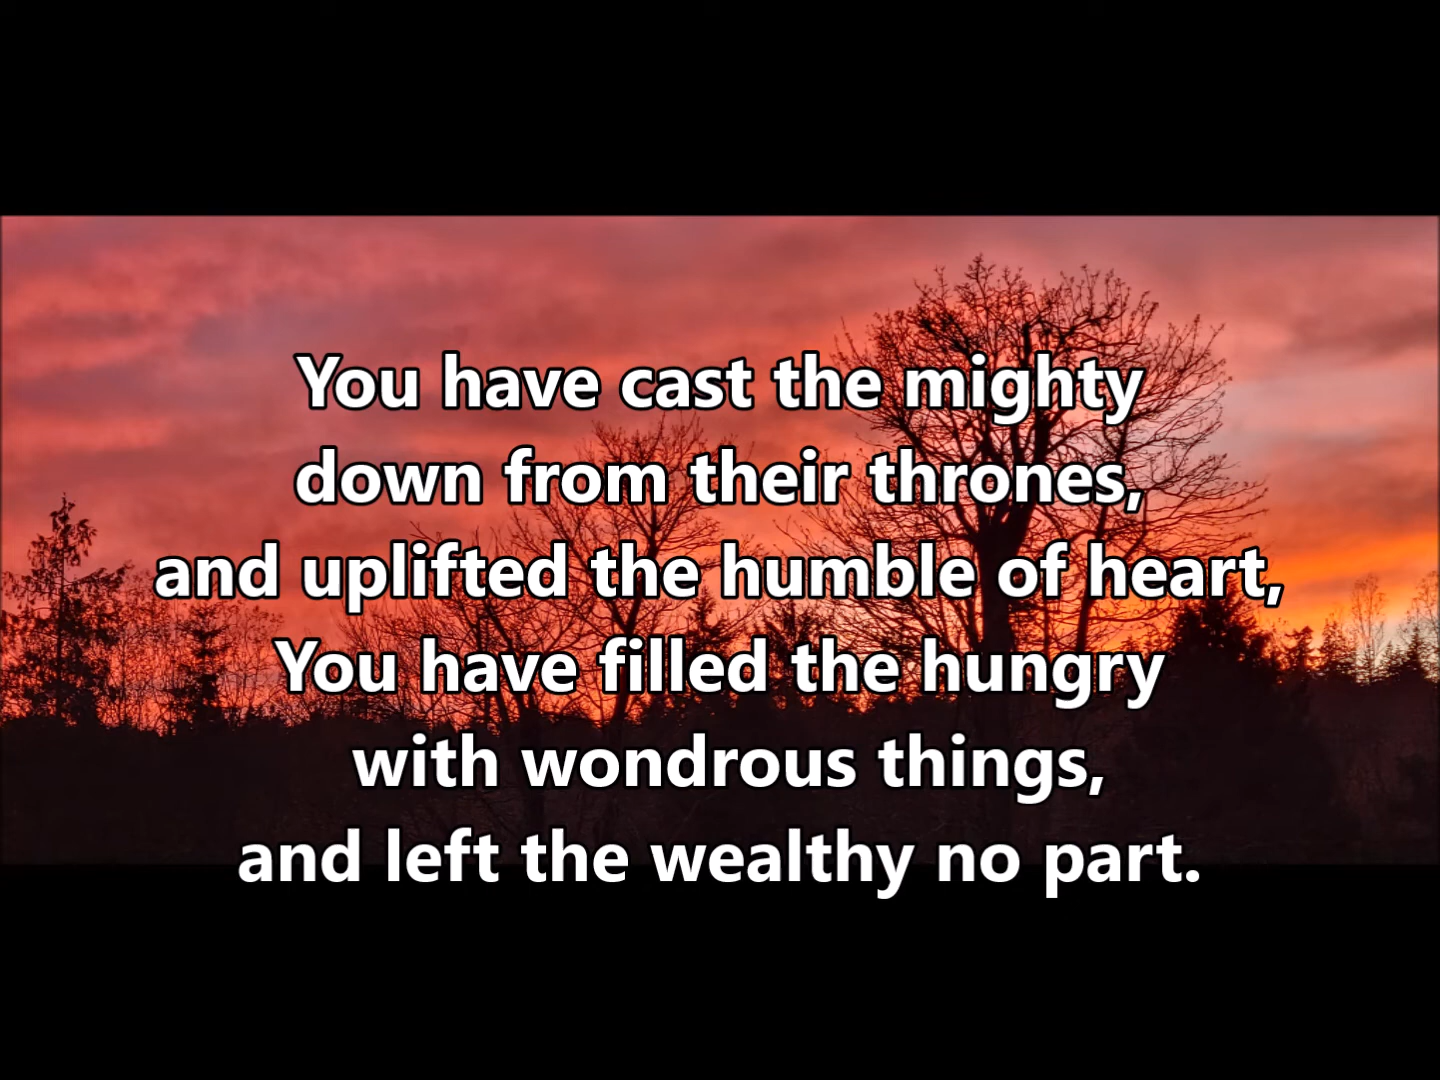 You have cast the mighty
down from their thrones,
and uplifted the humble of heart,
You have filled the hungry
with wondrous things,
and left the wealthy no part.